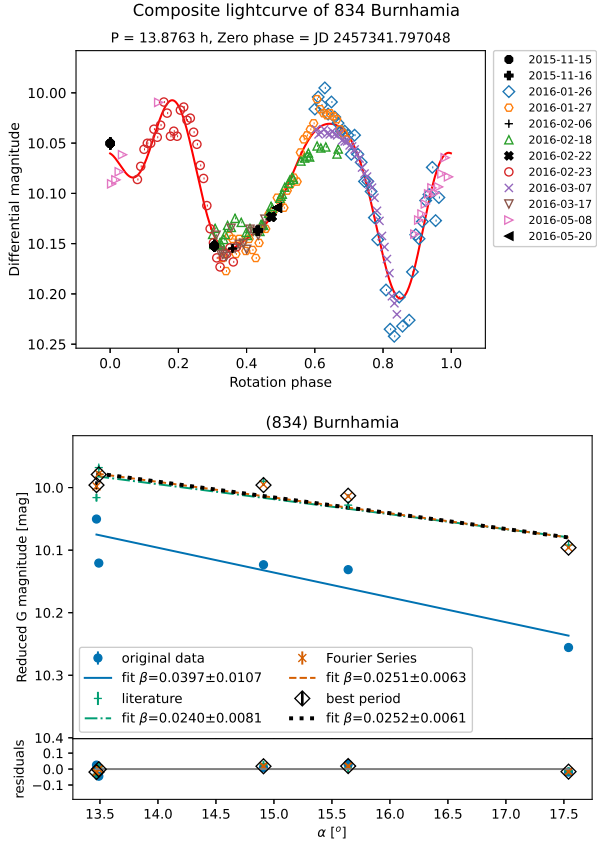 Composite lightcurve of 834 Burnhamia
P = 13.8763 h, Zero phase = JD 2457341.797048
Differential magnitude
10.00
10.05
10.10
10.15
10.20
10.25
0.0 0.2 0.4 0.6 0.8 1.0
Rotation phase
2015-11-15
2015-11-16
2016-01-26
2016-01-27
2016-02-06
2016-02-18
2016-02-22
2016-02-23
2016-03-07
2016-03-17
2016-05-08
2016-05-20
(834) Burnhamia
Reduced G magnitude [mag]
10.0
10.1
10.2
10.3
10.4
original data
fit β=0.0397±0.0107
literature
fit β=0.0240±0.0081
Fourier Series
fit β=0.0251±0.0063
best period
fit β=0.0252±0.0061
residuals
0.1
0.0
−0.1
13.5 14.0 14.5 15.0 15.5 16.0 16.5 17.0 17.5
α [°]